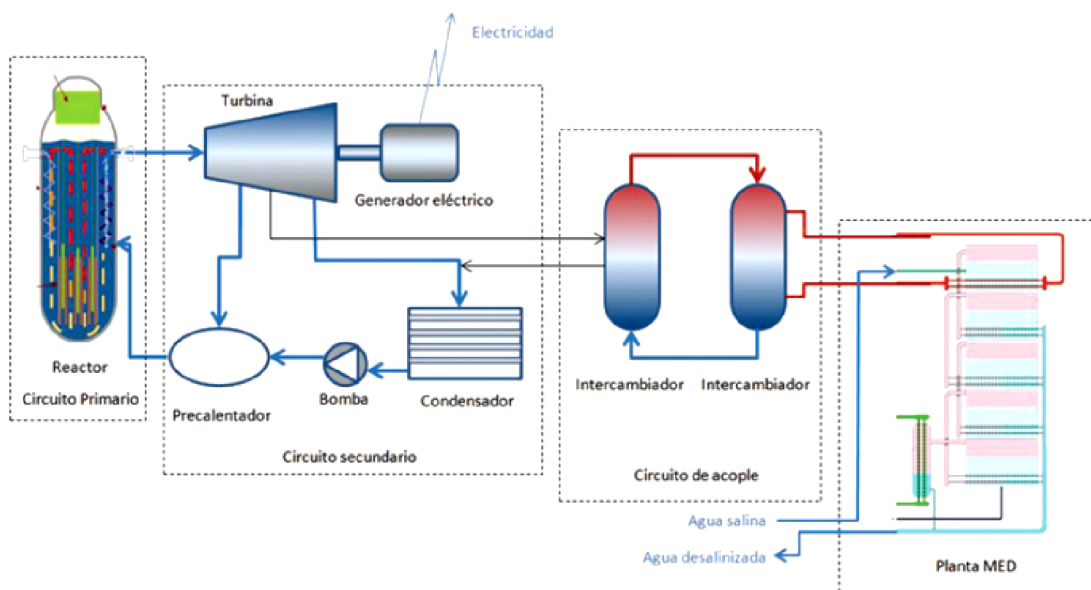 Electricidad
Turbina
Generador eléctrico
Reactor
Circuito Primario
Precalentador
Bomba
Condensador
Circuito secundario
Intercambiador
Intercambiador
Circuito de acople
Agua salina
Agua desalinizada
Planta MED